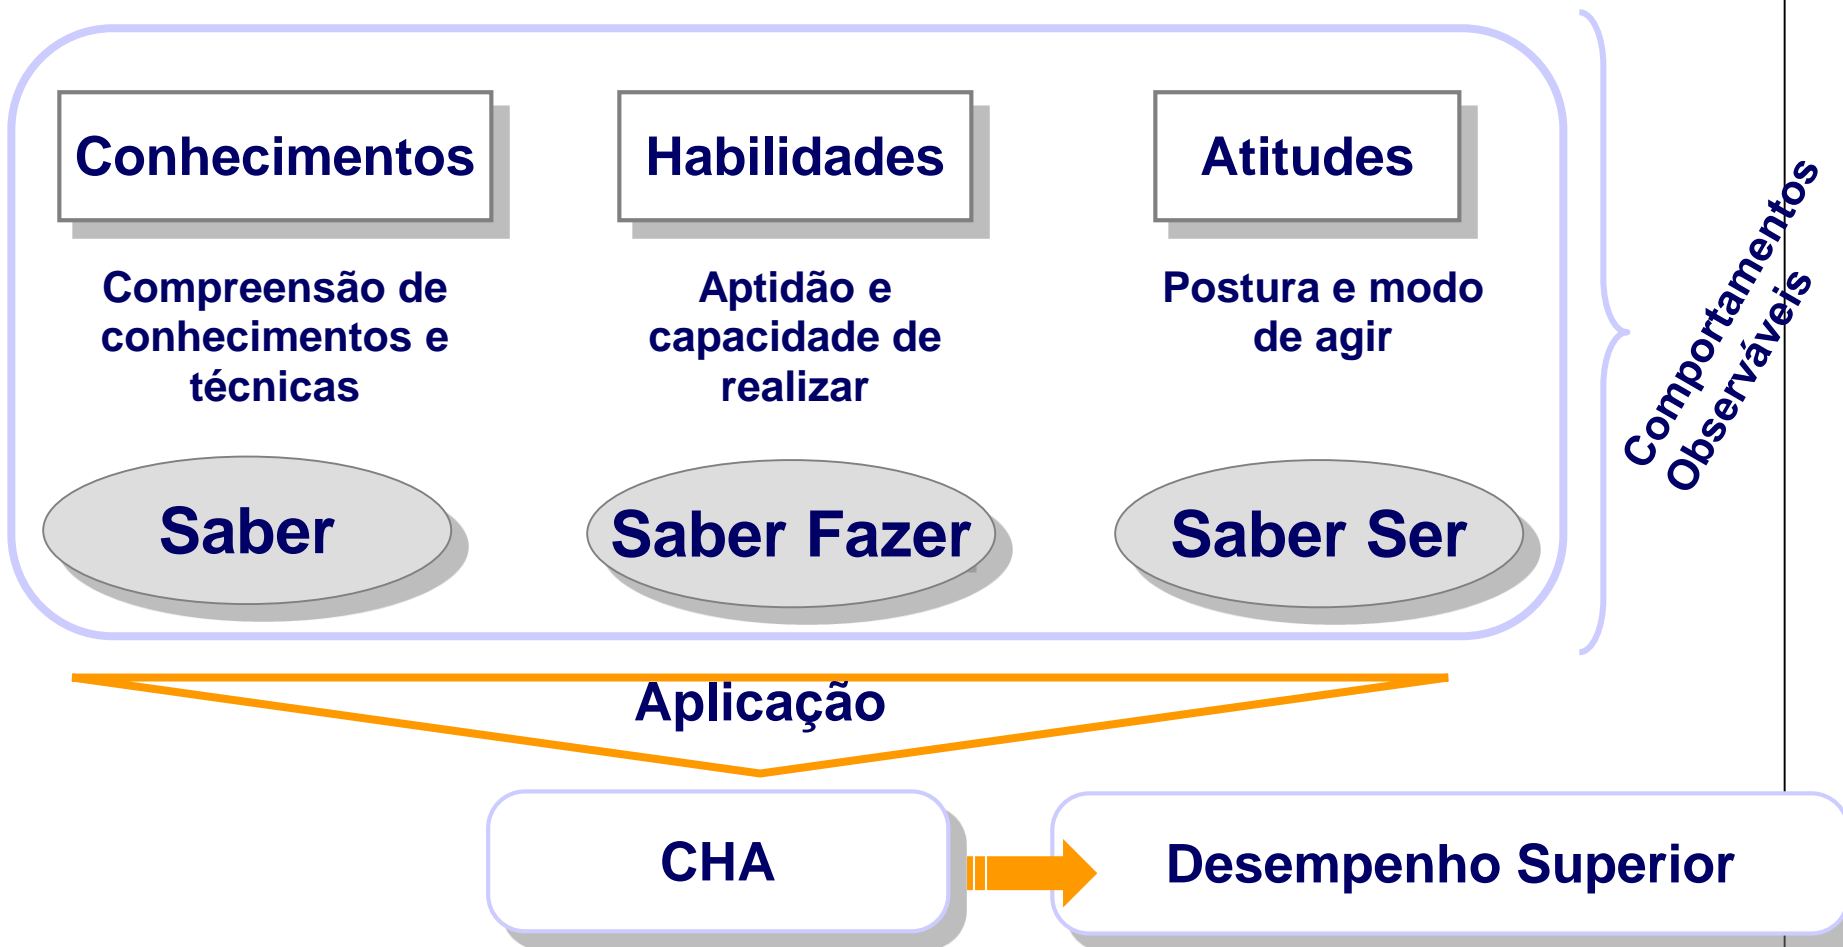 Conhecimentos
Habilidades
Atitudes
Compreensão de
conhecimentos e
técnicas
Aptidão e
capacidade de
realizar
Postura e modo
de agir
Saber
Saber Fazer
Saber Ser
Comportamentos
Observáveis
Aplicação
CHA
Desempenho Superior